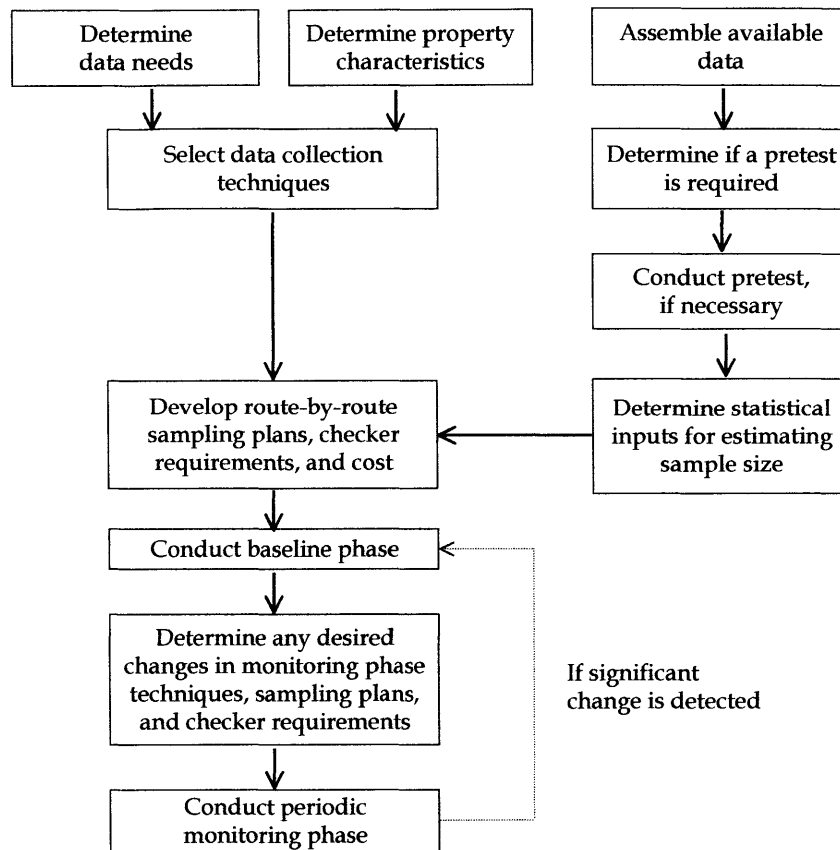 Determine
data needs
Determine property
characteristics
Assemble available
data
Select data collection
techniques
Determine if a pretest
is required
Conduct pretest,
if necessary
Develop route-by-route
sampling plans, checker
requirements, and cost
Determine statistical
inputs for estimating
sample size
Conduct baseline phase
Determine any desired
changes in monitoring phase
techniques, sampling plans,
and checker requirements
If significant
change is detected
Conduct periodic
monitoring phase